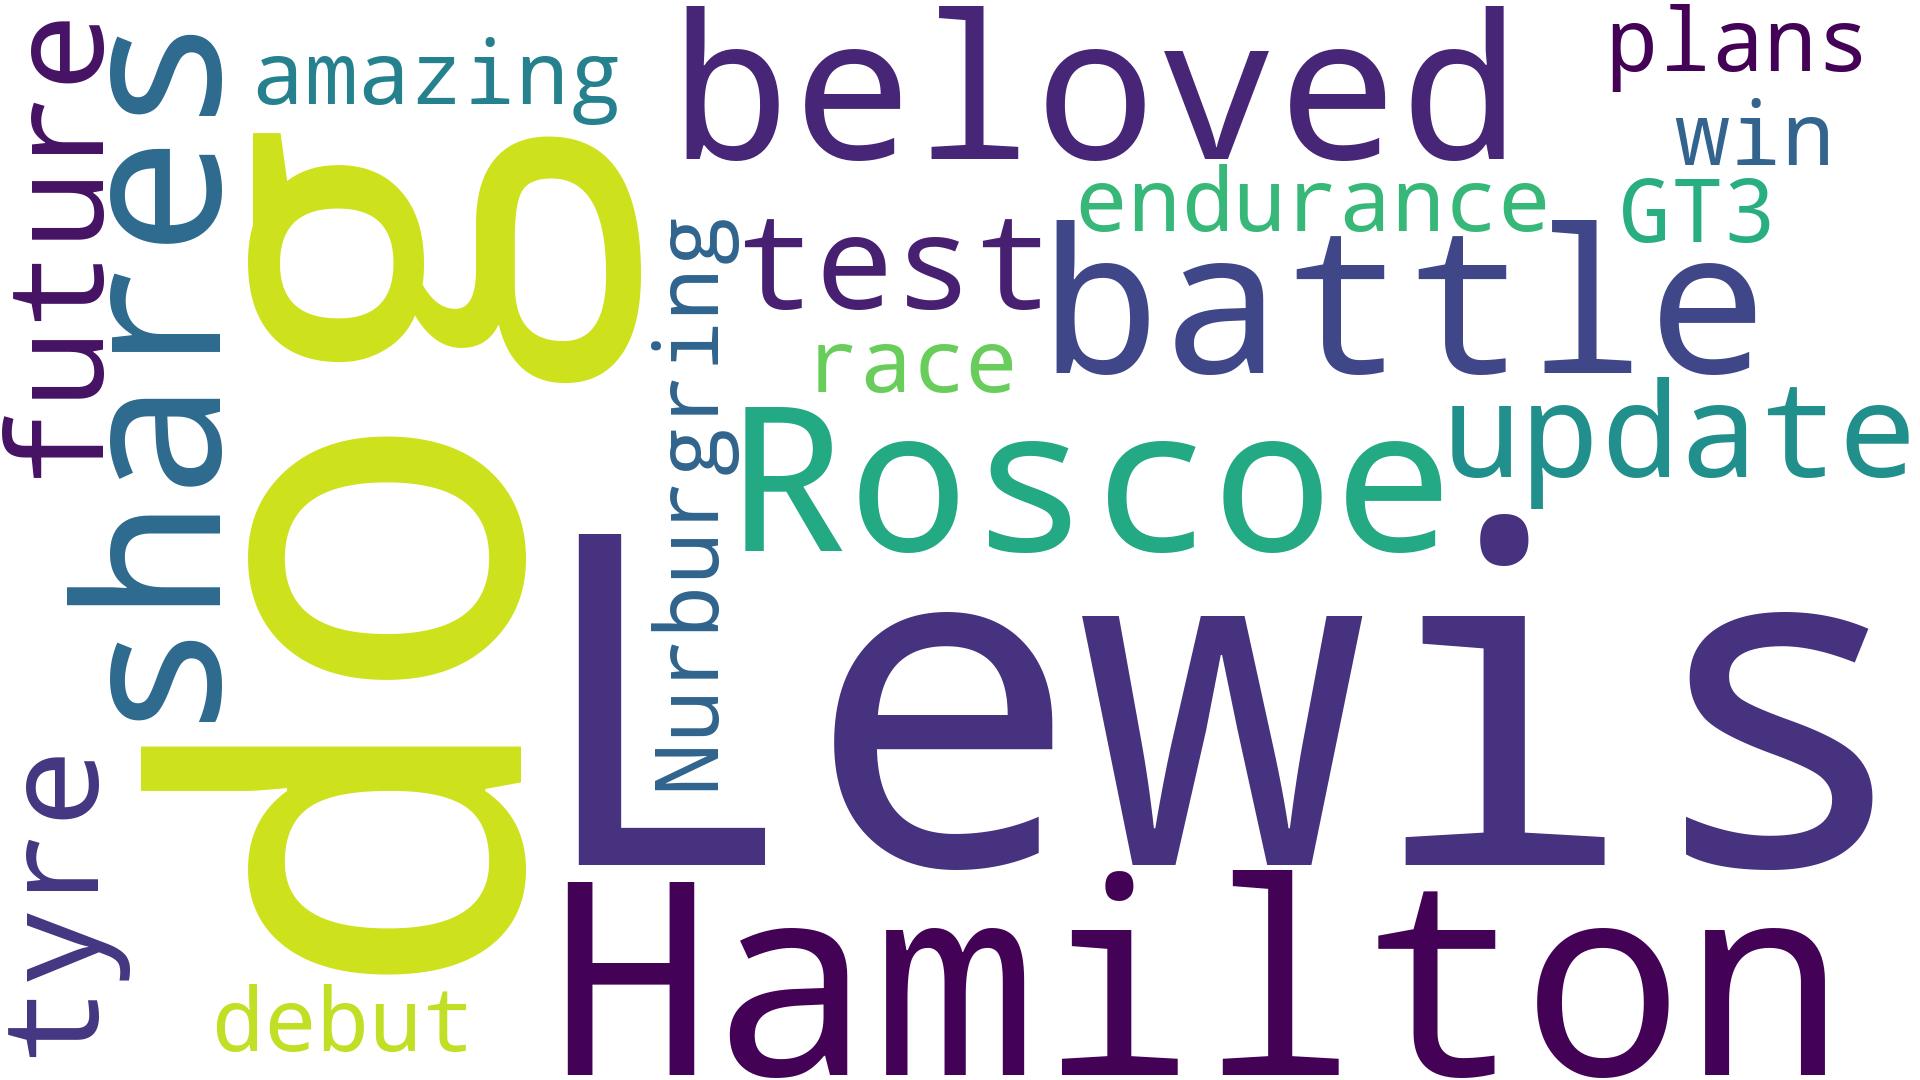 future
shares
amazing
dog
beloved
plans
win
endurance
GT3
test
battle
Nurburgring
race
Roscoe
update
Lewis
tyre
debut
Hamilton